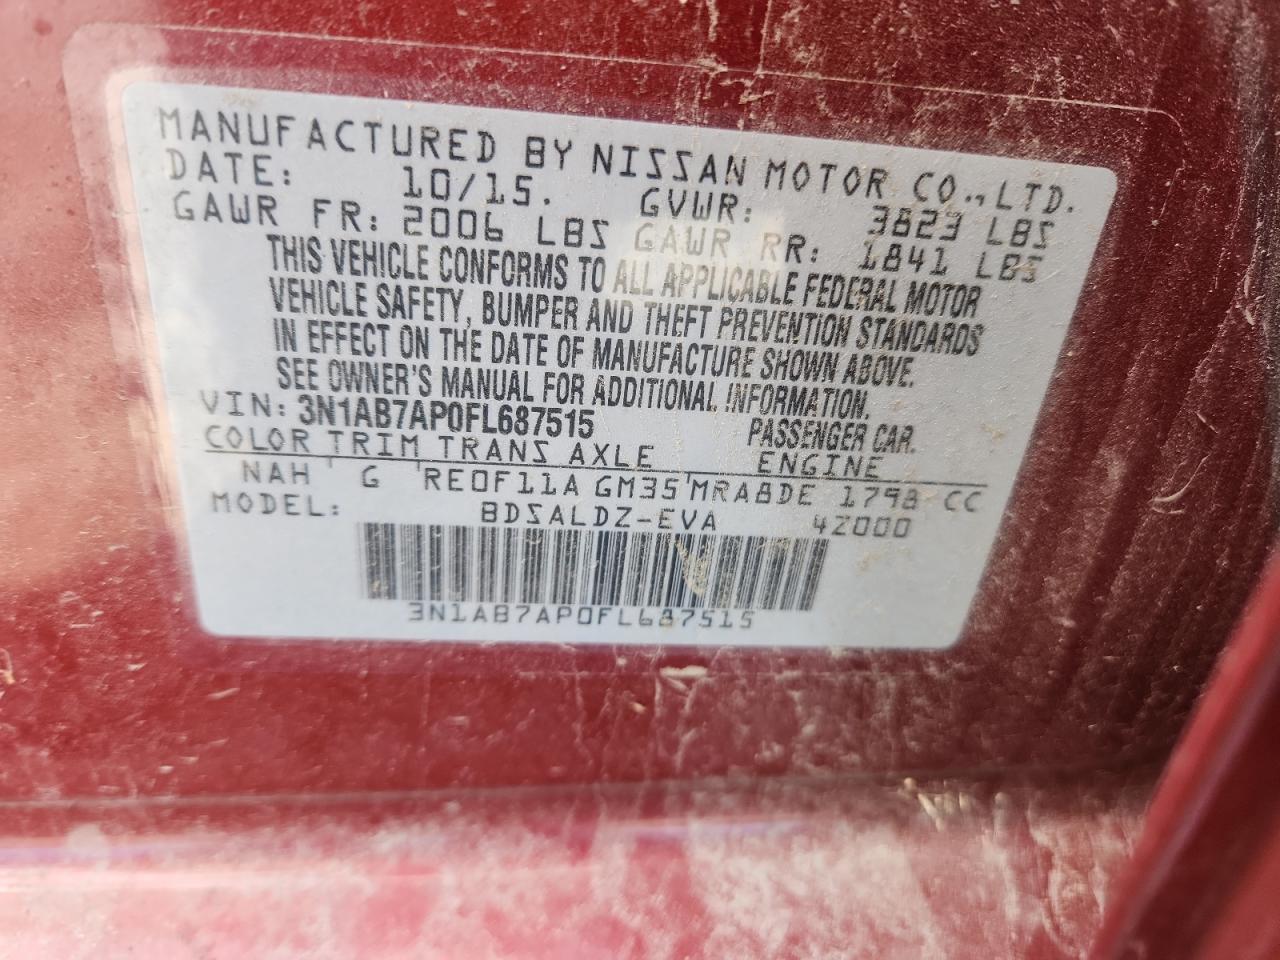 MANUFACTURED BY NISSAN MOTOR CO.,LTD.
DATE: 10/15. GVWR: 3823 LBS
GAWR FR: 2006 LBS GAWR RR: 1841 LBS
THIS VEHICLE CONFORMS TO ALL APPLICABLE FEDERAL MOTOR
VEHICLE SAFETY, BUMPER AND THEFT PREVENTION STANDARDS
IN EFFECT ON THE DATE OF MANUFACTURE SHOWN ABOVE.
SEE OWNER'S MANUAL FOR ADDITIONAL INFORMATION.
VIN: 3N1AB7AP0FL687515 PASSENGER CAR.
COLOR TRIM TRANS AXLE ENGINE
NAH G RE0F11A GM35 MRA8DE 1798 CC
MODEL: BDSALDZ-EVA 4Z000
3N1AB7AP0FL687515